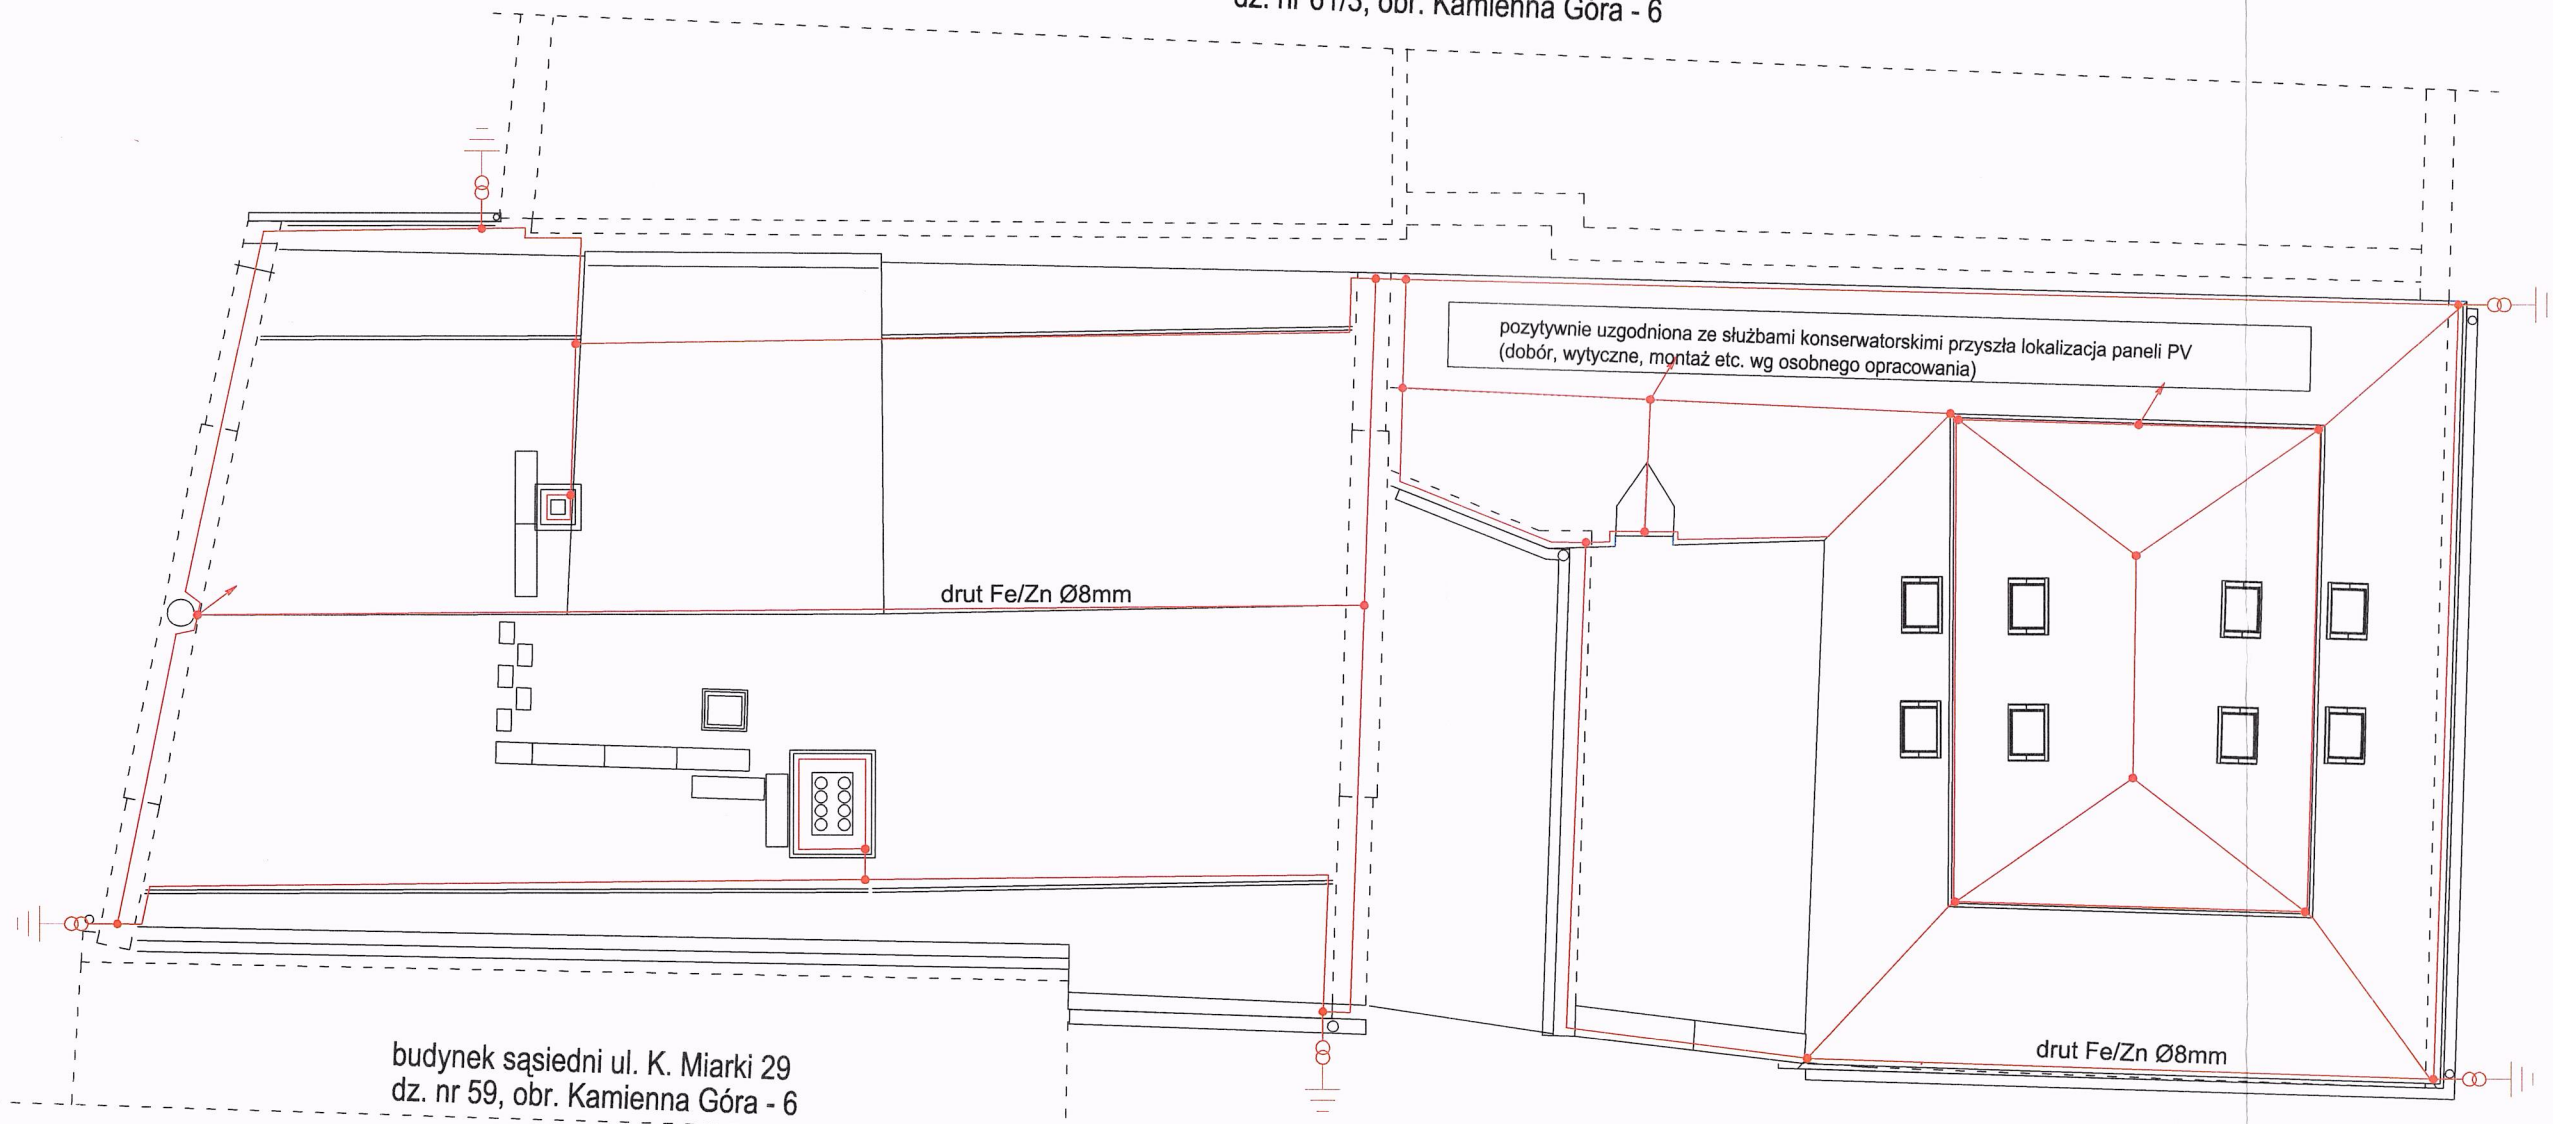 dz. nr 61/3, obr. Kamienna Góra - 6
pozytywnie uzgodniona ze służbami konserwatorskimi przyszła lokalizacja paneli PV
(dobór, wytyczne, montaż etc. wg osobnego opracowania)
drut Fe/Zn Ø8mm
budynek sąsiedni ul. K. Miarki 29
dz. nr 59, obr. Kamienna Góra - 6
drut Fe/Zn Ø8mm